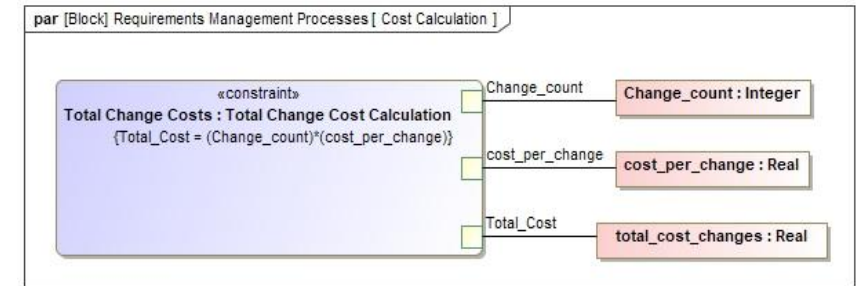 par [Block] Requirements Management Processes [ Cost Calculation ]
«constraint»
Total Change Costs : Total Change Cost Calculation
{Total_Cost = (Change_count)*(cost_per_change)}
Change_count
Change_count : Integer
cost_per_change
cost_per_change : Real
Total_Cost
total_cost_changes : Real